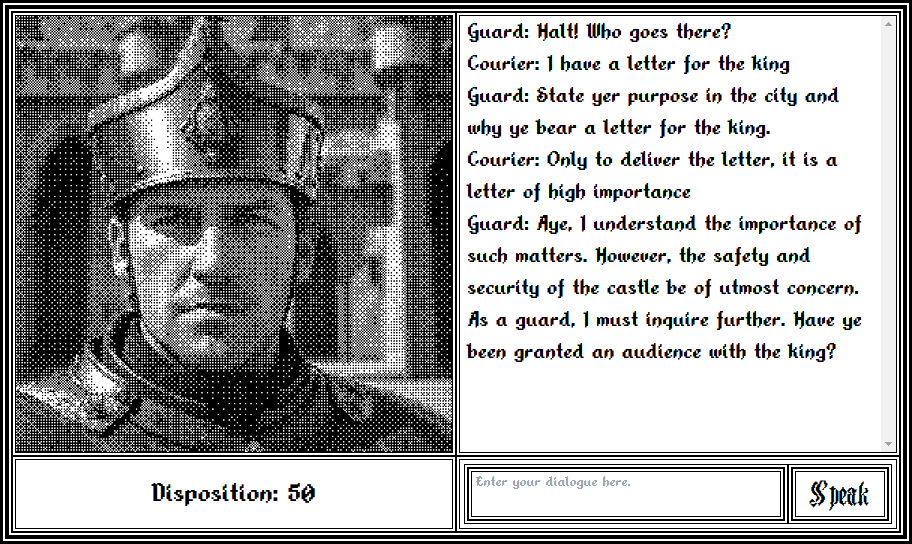 Guard: Halt! Who goes there?
Courier: I have a letter for the king
Guard: State yer purpose in the city and
why ye bear a letter for the king.
Courier: Only to deliver the letter, it is a
letter of high importance
Guard: Aye, I understand the importance of
such matters. However, the safety and
security of the castle be of utmost concern.
As a guard, I must inquire further. Have ye
been granted an audience with the king?
Disposition: 50
Enter your dialogue here.
Speak